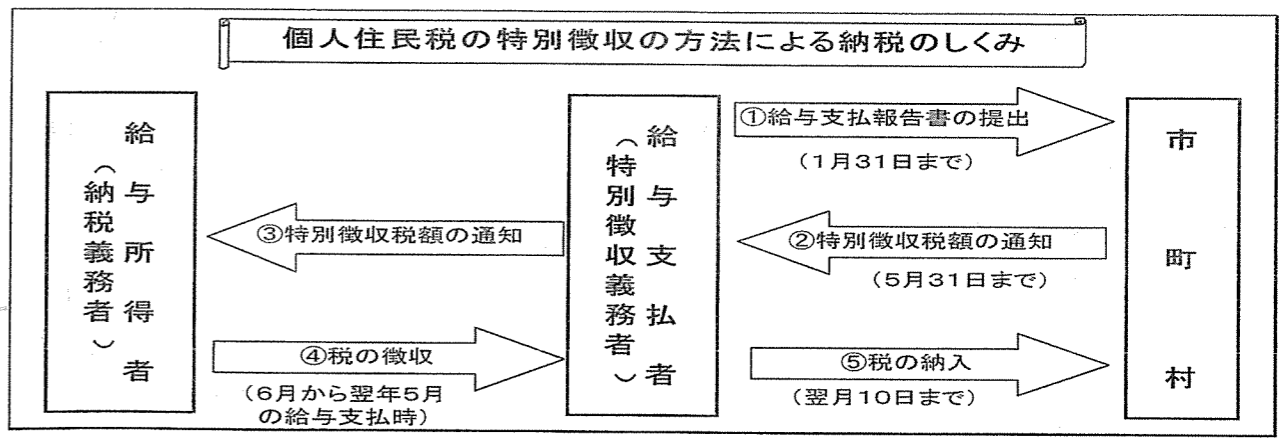 個人住民税の特別徴収の方法による納税のしくみ
給与所得者
（納税義務者）
給与支払者
（特別徴収義務者）
市町村
①給与支払報告書の提出
（1月31日まで）
②特別徴収税額の通知
（5月31日まで）
③特別徴収税額の通知
④税の徴収
（6月から翌年5月
の給与支払時）
⑤税の納入
（翌月10日まで）